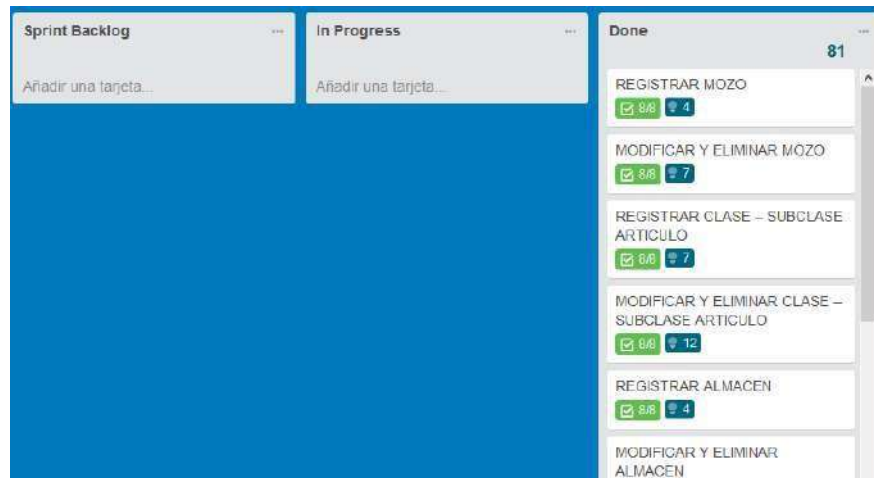 Sprint Backlog
Añadir una tarjeta...
In Progress
Añadir una tarjeta...
Done
81
REGISTRAR MOZO
8/8 4
MODIFICAR Y ELIMINAR MOZO
8/8 7
REGISTRAR CLASE – SUBCLASE
ARTICULO
8/8 7
MODIFICAR Y ELIMINAR CLASE –
SUBCLASE ARTICULO
8/8 12
REGISTRAR ALMACEN
8/8 4
MODIFICAR Y ELIMINAR
ALMACEN